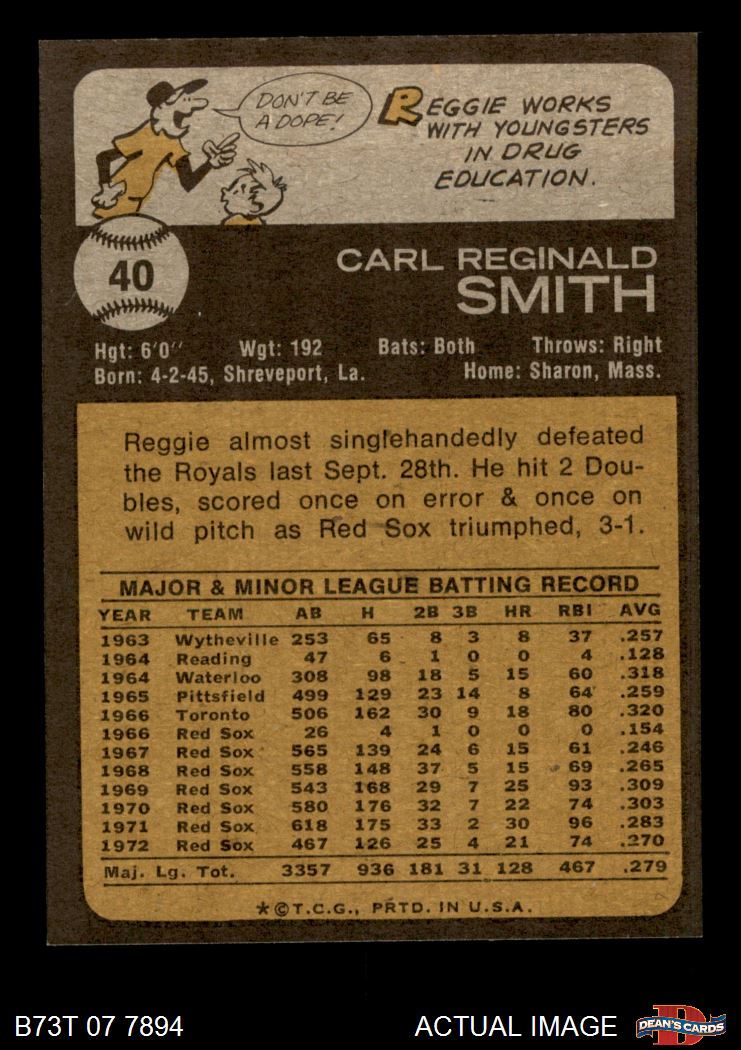 DON'T BE
A DOPE!
REGGIE WORKS
WITH YOUNGSTERS
IN DRUG
EDUCATION.
40
CARL REGINALD
SMITH
Hgt: 6'0" Wgt: 192 Bats: Both Throws: Right
Born: 4-2-45, Shreveport, La. Home: Sharon, Mass.
Reggie almost singlehandedly defeated
the Royals last Sept. 28th. He hit 2 Dou-
bles, scored once on error & once on
wild pitch as Red Sox triumphed, 3-1.
MAJOR & MINOR LEAGUE BATTING RECORD
YEAR TEAM AB H 2B 3B HR RBI AVG
1963 Wytheville 253 65 8 3 8 37 .257
1964 Reading 47 6 1 0 0 4 .128
1964 Waterloo 308 98 18 5 15 60 .318
1965 Pittsfield 499 129 23 14 8 64 .259
1966 Toronto 506 162 30 9 18 80 .320
1966 Red Sox 26 4 1 0 0 0 .154
1967 Red Sox 565 139 24 6 15 61 .246
1968 Red Sox 558 148 37 5 15 69 .265
1969 Red Sox 543 168 29 7 25 93 .309
1970 Red Sox 580 176 32 7 22 74 .303
1971 Red Sox 618 175 33 2 30 96 .283
1972 Red Sox 467 126 25 4 21 74 .270
Maj. Lg. Tot. 3357 936 181 31 128 467 .279
*©T.C.G., PRTD. IN U.S.A.
B73T 07 7894 ACTUAL IMAGE DEAN'S CARDS